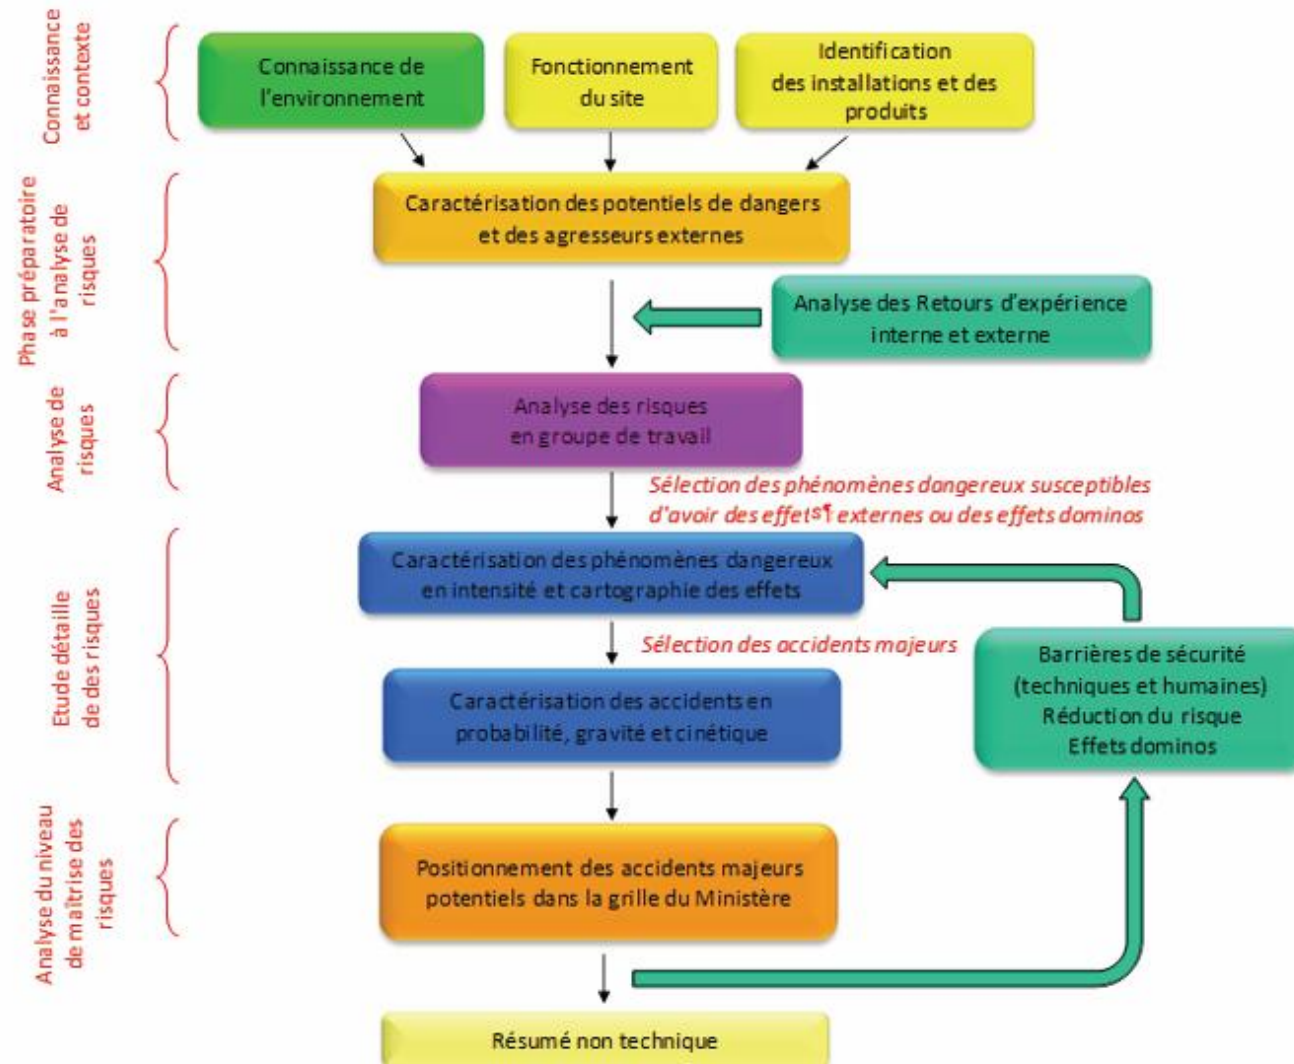 Connaissance
et contexte
Connaissance de
l'environnement
Fonctionnement
du site
Identification
des installations et des
produits
Phase préparatoire
à l'analyse de
risques
Caractérisation des potentiels de dangers
et des agresseurs externes
Analyse des Retours d'expérience
interne et externe
Analyse de
risques
Analyse des risques
en groupe de travail
Sélection des phénomènes dangereux susceptibles
d'avoir des effets¶ externes ou des effets dominos
Etude détaille
de des risques
Caractérisation des phénomènes dangereux
en intensité et cartographie des effets
Sélection des accidents majeurs
Caractérisation des accidents en
probabilité, gravité et cinétique
Barrières de sécurité
(techniques et humaines)
Réduction du risque
Effets dominos
Analyse du niveau
de maîtrise des
risques
Positionnement des accidents majeurs
potentiels dans la grille du Ministère
Résumé non technique